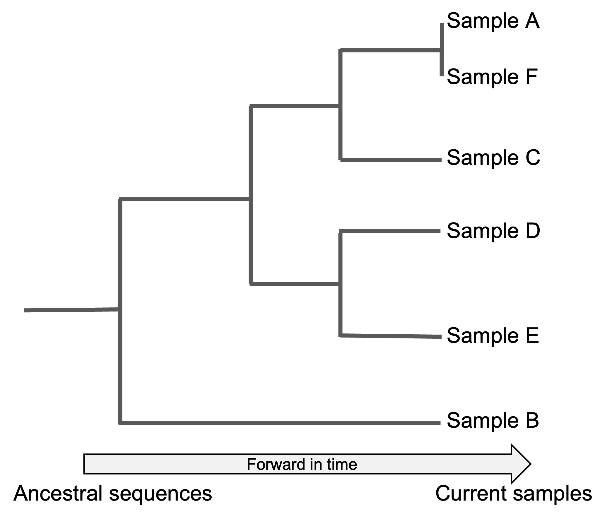 Sample A
Sample F
Sample C
Sample D
Sample E
Sample B
Forward in time
Ancestral sequences
Current samples